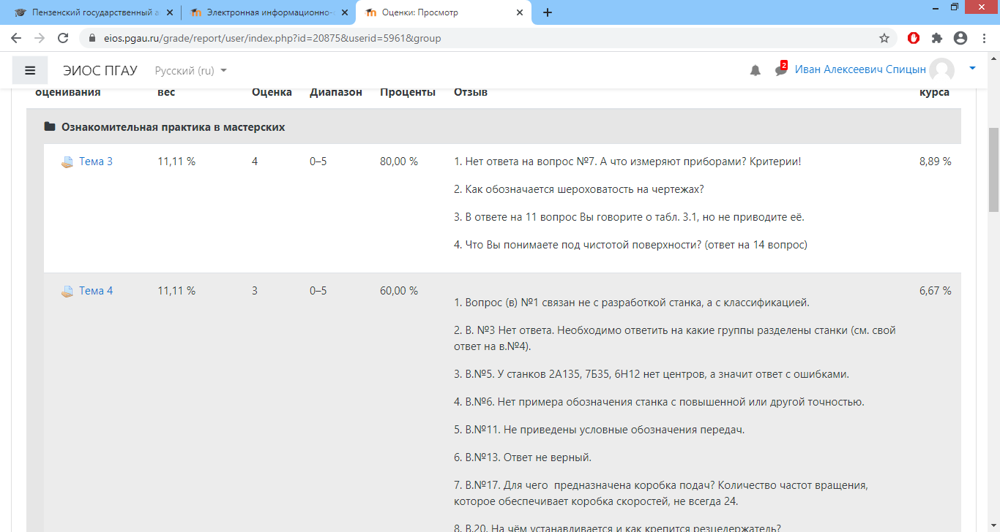 Пензенский государственный а
Электронная информационно-
Оценки: Просмотр
eios.pgau.ru/grade/report/user/index.php?id=20875&userid=5961&group
ЭИОС ПГАУ Русский (ru) 2 Иван Алексеевич Спицын
оценивания вес Оценка Диапазон Проценты Отзыв курса
Ознакомительная практика в мастерских
Тема 3 11,11 % 4 0–5 80,00 % 1. Нет ответа на вопрос №7. А что измеряют приборами? Критерии! 8,89 %
2. Как обозначается шероховатость на чертежах?
3. В ответе на 11 вопрос Вы говорите о табл. 3.1, но не приводите её.
4. Что Вы понимаете под чистотой поверхности? (ответ на 14 вопрос)
Тема 4 11,11 % 3 0–5 60,00 % 6,67 %
1. Вопрос (в) №1 связан не с разработкой станка, а с классификацией.
2. В. №3 Нет ответа. Необходимо ответить на какие группы разделены станки (см. свой
ответ на в.№4).
3. В.№5. У станков 2А135, 7Б35, 6Н12 нет центров, а значит ответ с ошибками.
4. В.№6. Нет примера обозначения станка с повышенной или другой точностью.
5. В.№11. Не приведены условные обозначения передач.
6. В.№13. Ответ не верный.
7. В.№17. Для чего  предназначена коробка подач? Количество частот вращения,
которое обеспечивает коробка скоростей, не всегда 24.
8. В.20. На чём устанавливается и как крепится резцедержатель?